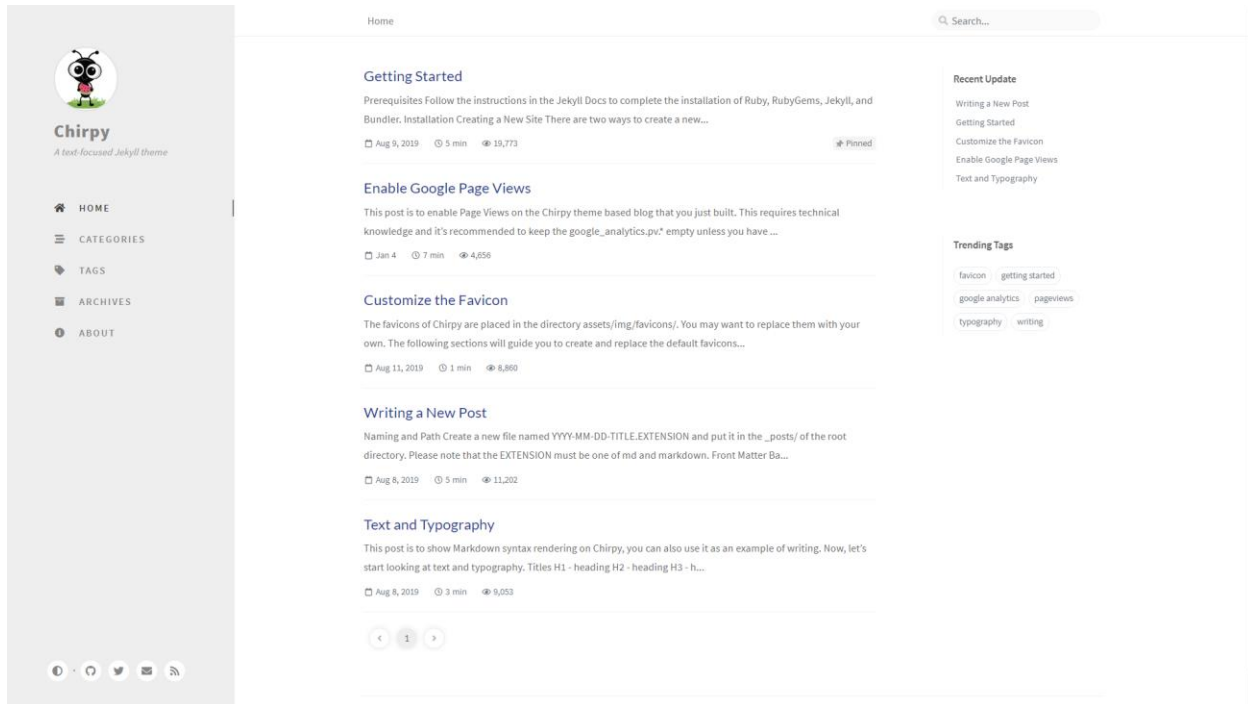 Chirpy
A text-focused Jekyll theme
HOME
CATEGORIES
TAGS
ARCHIVES
ABOUT
Home
Search...
Getting Started
Prerequisites Follow the instructions in the Jekyll Docs to complete the installation of Ruby, RubyGems, Jekyll, and
Bundler. Installation Creating a New Site There are two ways to create a new...
Aug 9, 2019 5 min 19,773 Pinned
Enable Google Page Views
This post is to enable Page Views on the Chirpy theme based blog that you just built. This requires technical
knowledge and it's recommended to keep the google_analytics.pv.* empty unless you have ...
Jan 4 7 min 4,656
Customize the Favicon
The favicons of Chirpy are placed in the directory assets/img/favicons/. You may want to replace them with your
own. The following sections will guide you to create and replace the default favicons...
Aug 11, 2019 1 min 8,860
Writing a New Post
Naming and Path Create a new file named YYYY-MM-DD-TITLE.EXTENSION and put it in the _posts/ of the root
directory. Please note that the EXTENSION must be one of md and markdown. Front Matter Ba...
Aug 8, 2019 5 min 11,202
Text and Typography
This post is to show Markdown syntax rendering on Chirpy, you can also use it as an example of writing. Now, let's
start looking at text and typography. Titles H1 - heading H2 - heading H3 - h...
Aug 8, 2019 3 min 9,053
1
Recent Update
Writing a New Post
Getting Started
Customize the Favicon
Enable Google Page Views
Text and Typography
Trending Tags
favicon getting started
google analytics pageviews
typography writing